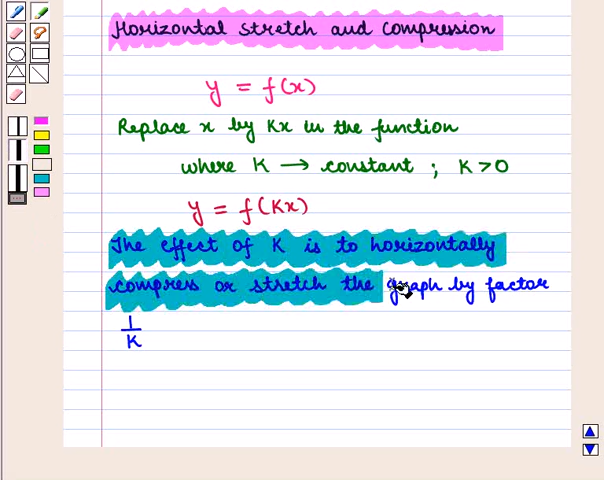 Horizontal stretch and compression
y = f(x)
Replace x by Kx in the function
where K → constant ; K > 0
y = f(Kx)
The effect of K is to horizontally
compress or stretch the graph by factor
1/K